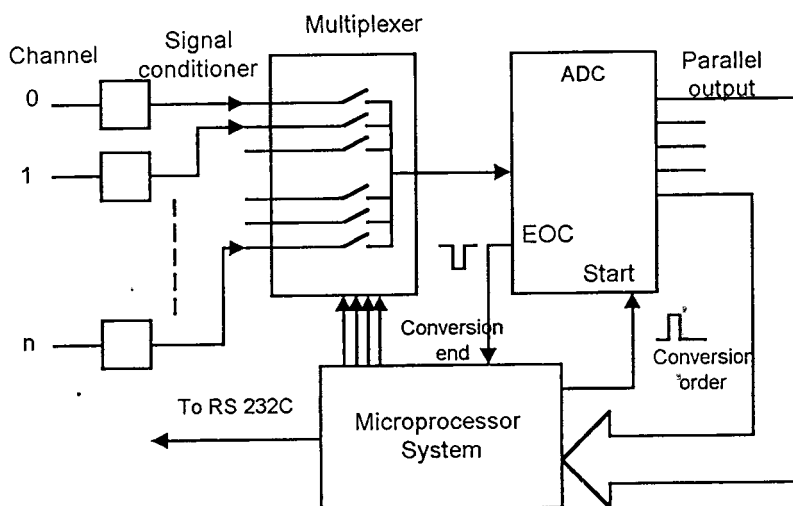 Multiplexer
Channel
Signal
conditioner
ADC
Parallel
output
0
1
n
EOC
Start
Conversion
end
Conversion
order
To RS 232C
Microprocessor
System